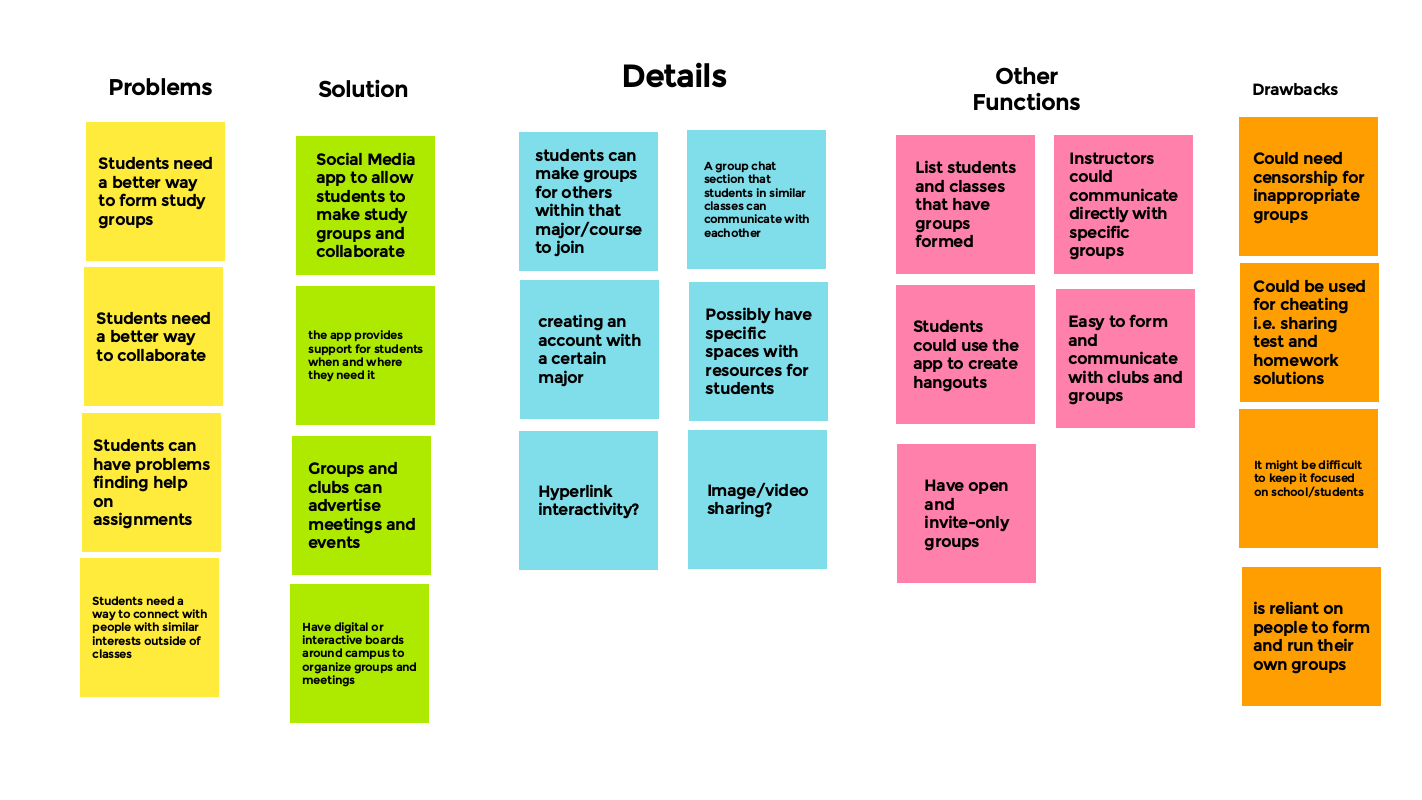 Problems
Students need
a better way
to form study
groups
Students need
a better way
to collaborate
Students can
have problems
finding help
on
assignments
Students need a
way to connect with
people with similar
interests outside of
classes
Solution
Social Media
app to allow
students to
make study
groups and
collaborate
the app provides
support for students
when and where
they need it
Groups and
clubs can
advertise
meetings and
events
Have digital or
interactive boards
around campus to
organize groups and
meetings
Details
students can
make groups
for others
within that
major/course
to join
A group chat
section that
students in similar
classes can
communicate with
eachother
creating an
account with
a certain
major
Possibly have
specific
spaces with
resources for
students
Hyperlink
interactivity?
Image/video
sharing?
Other
Functions
List students
and classes
that have
groups
formed
Instructors
could
communicate
directly with
specific
groups
Students
could use the
app to create
hangouts
Easy to form
and
communicate
with clubs and
groups
Have open
and
invite-only
groups
Drawbacks
Could need
censorship for
inappropriate
groups
Could be used
for cheating
i.e. sharing
test and
homework
solutions
It might be difficult
to keep it focused
on school/students
is reliant on
people to form
and run their
own groups